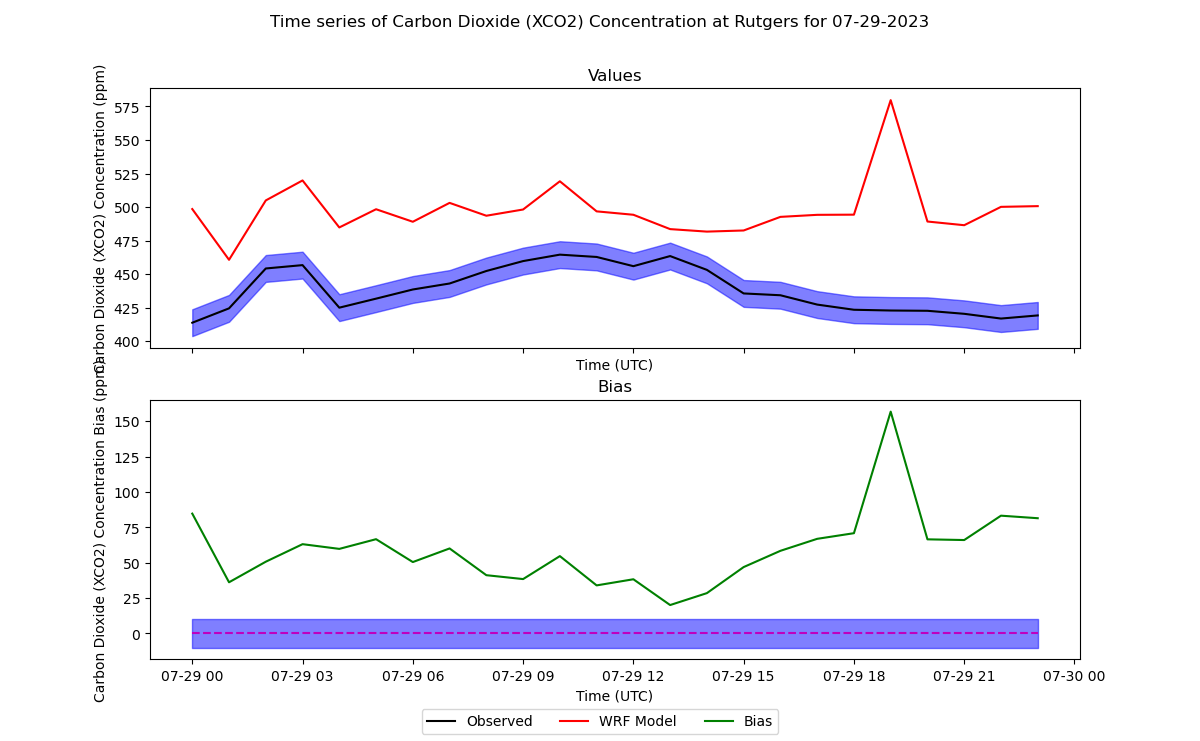 Time series of Carbon Dioxide (XCO2) Concentration at Rutgers for 07-29-2023
Values
Carbon Dioxide (XCO2) Concentration (ppm)
575
550
525
500
475
450
425
400
Time (UTC)
Bias
Carbon Dioxide (XCO2) Concentration Bias (ppm)
150
125
100
75
50
25
0
07-29 00 07-29 03 07-29 06 07-29 09 07-29 12 07-29 15 07-29 18 07-29 21 07-30 00
Time (UTC)
Observed WRF Model Bias